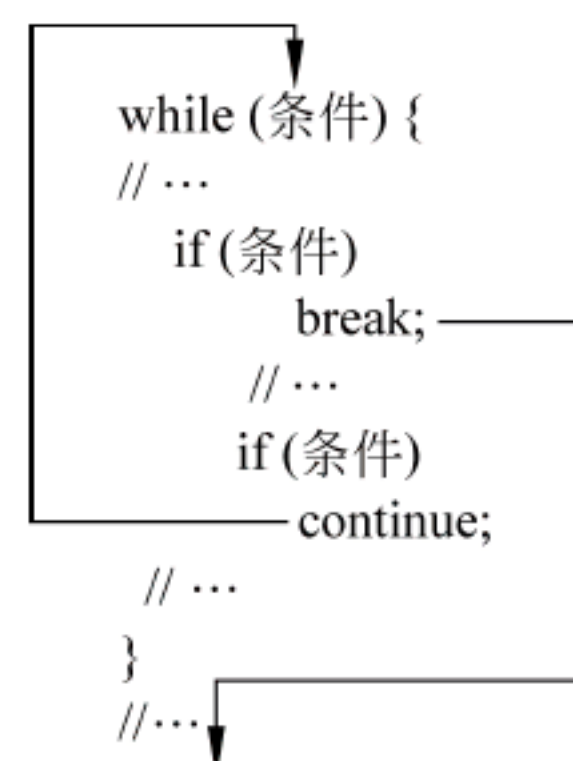 while (条件) {
// …
if (条件)
break;
// …
if (条件)
continue;
// …
}
//…